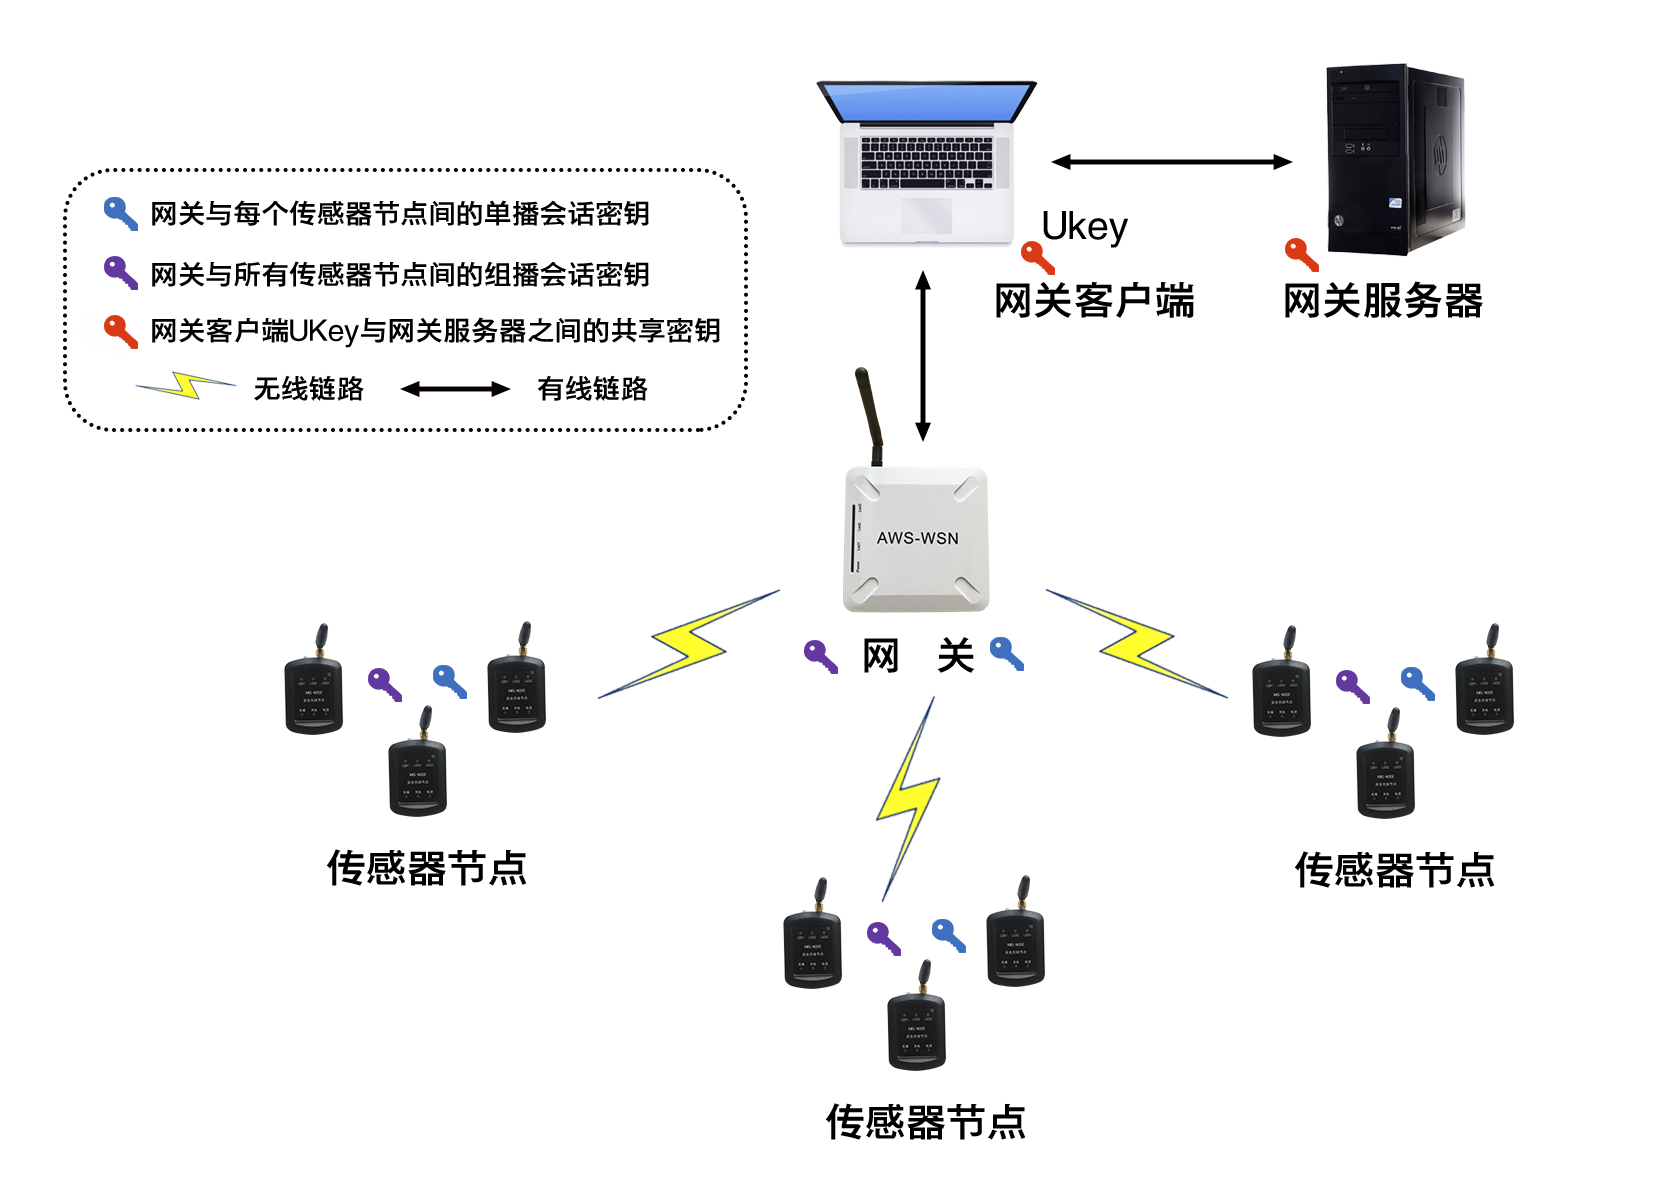 网关与每个传感器节点间的单播会话密钥
网关与所有传感器节点间的组播会话密钥
网关客户端UKey与网关服务器之间的共享密钥
无线链路
有线链路
Ukey
网关客户端
网关服务器
AWS-WSN
网 关
传感器节点
传感器节点
传感器节点